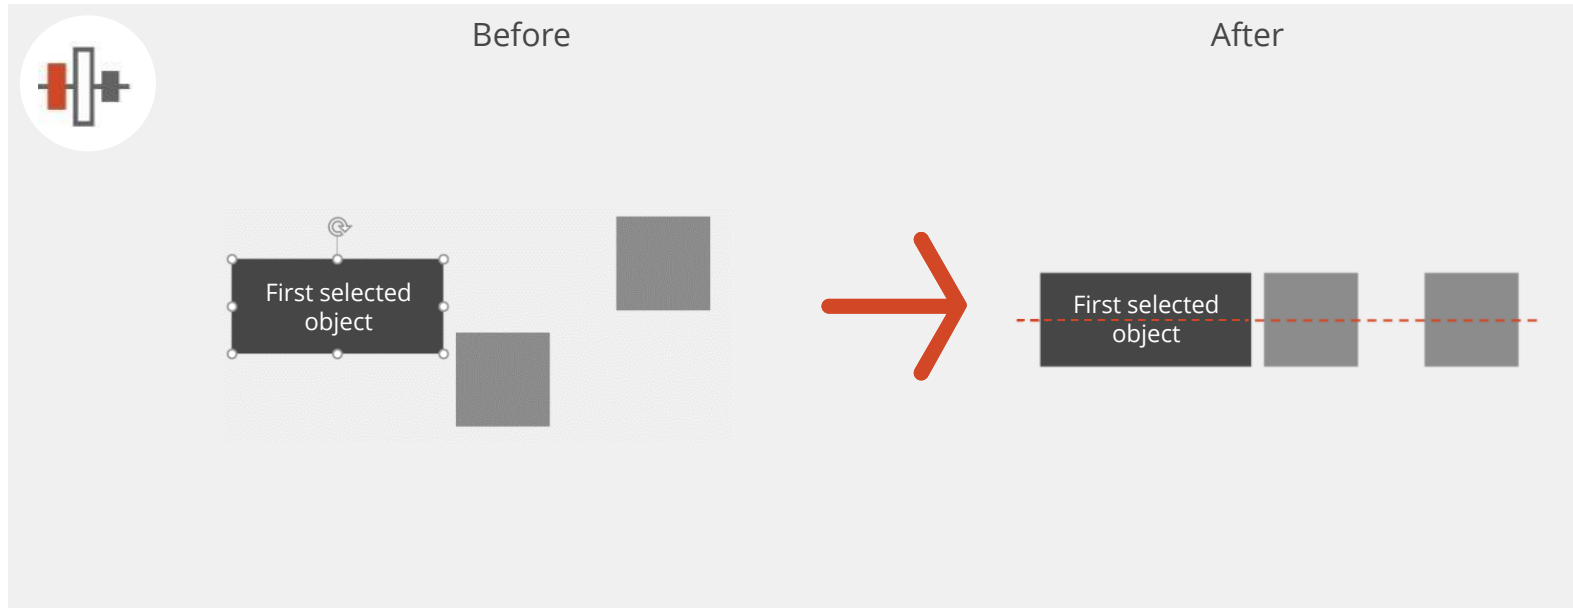 Before
After
First selected
object
First selected
object